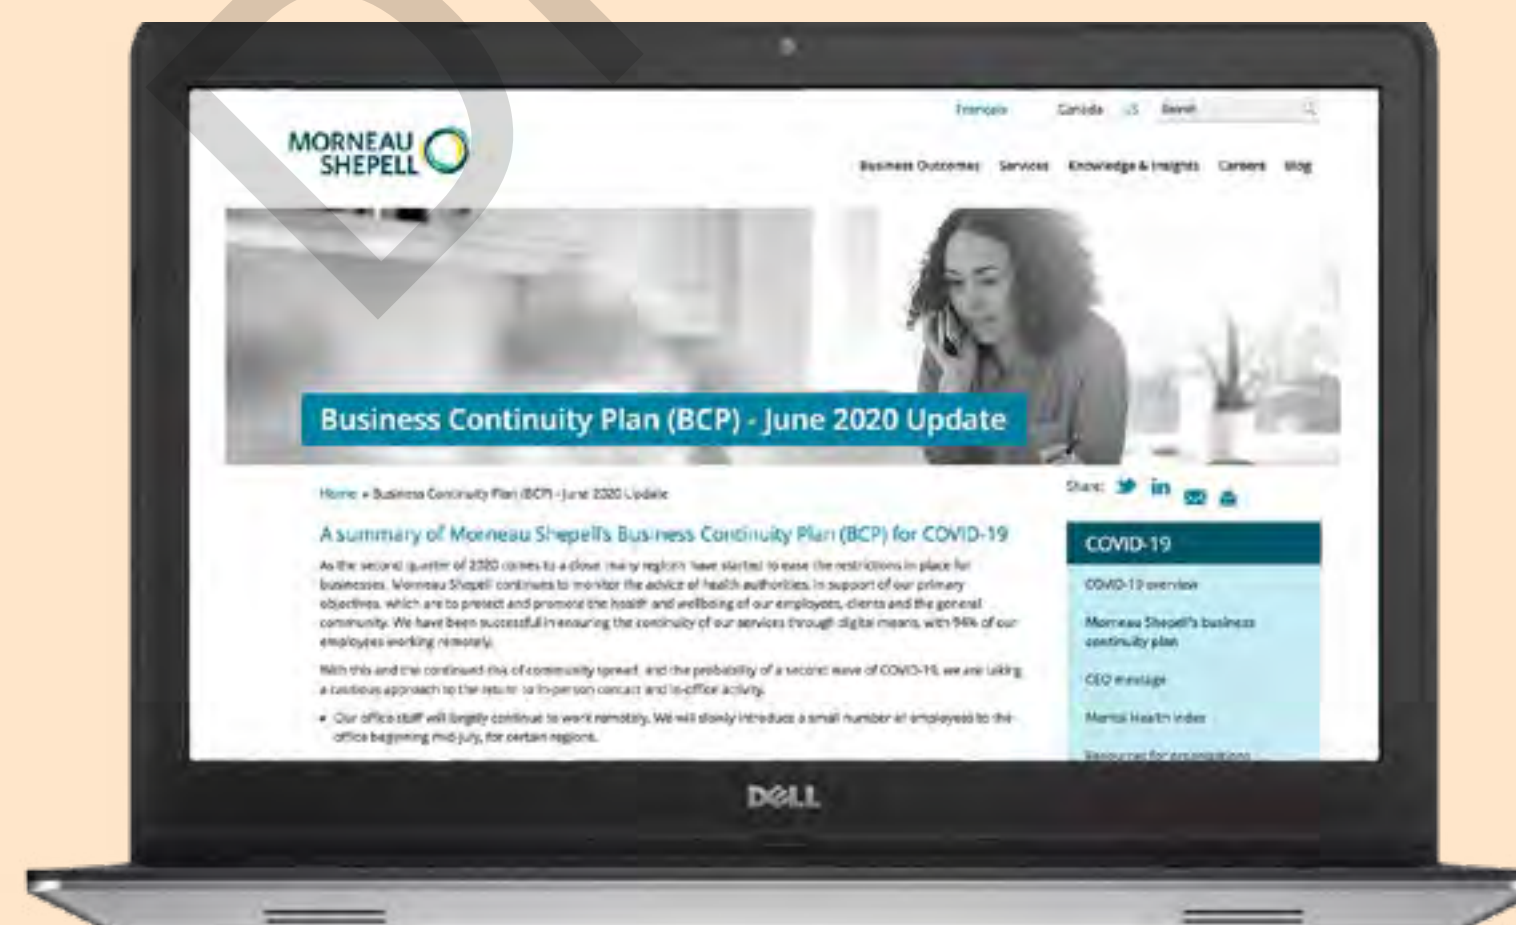 Français Canada US Search
MORNEAU
SHEPELL
Business Outcomes Services Knowledge & Insights Careers Blog
Business Continuity Plan (BCP) - June 2020 Update
Home » Business Continuity Plan (BCP) - June 2020 Update
Share:
in
A summary of Morneau Shepell's Business Continuity Plan (BCP) for COVID-19
As the second quarter of 2020 comes to a close many regions have started to ease the restrictions in place for
businesses. Morneau Shepell continues to monitor the advice of health authorities, in support of our primary
objectives, which are to protect and promote the health and wellbeing of our employees, clients and the general
community. We have been successful in ensuring the continuity of our services through digital means, with 94% of our
employees working remotely.
With this and the continued risk of community spread, and the probability of a second wave of COVID-19, we are taking
a cautious approach to the return to in-person contact and in-office activity.
• Our office staff will largely continue to work remotely. We will slowly introduce a small number of employees to the
office beginning mid-July, for certain regions.
COVID-19
COVID-19 overview
Morneau Shepell's business
continuity plan
CEO message
Mental Health Index
Resources for organizations
DELL